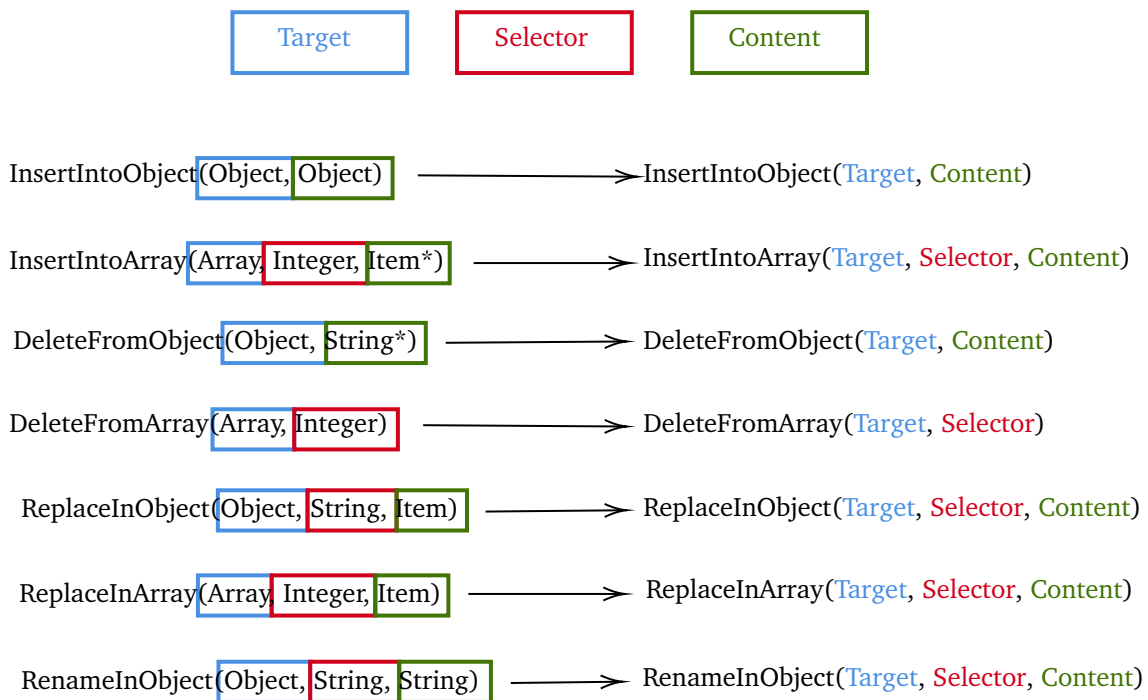 Target Selector Content
InsertIntoObject(Object, Object) InsertIntoObject(Target, Content)
InsertIntoArray(Array, Integer, Item*) InsertIntoArray(Target, Selector, Content)
DeleteFromObject(Object, String*) DeleteFromObject(Target, Content)
DeleteFromArray(Array, Integer) DeleteFromArray(Target, Selector)
ReplaceInObject(Object, String, Item) ReplaceInObject(Target, Selector, Content)
ReplaceInArray(Array, Integer, Item) ReplaceInArray(Target, Selector, Content)
RenameInObject(Object, String, String) RenameInObject(Target, Selector, Content)